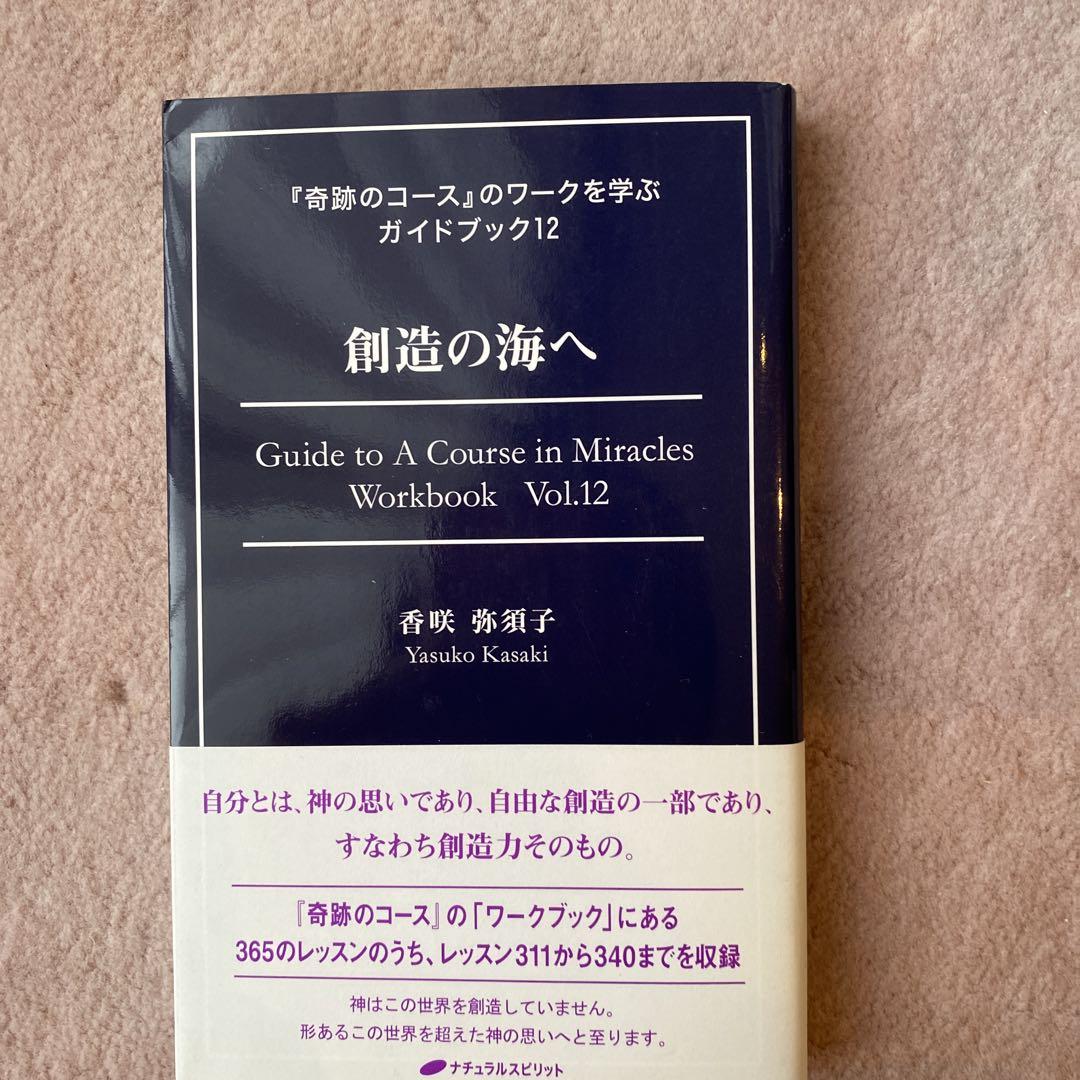 『奇跡のコース』のワークを学ぶ
ガイドブック12
創造の海へ
Guide to A Course in Miracles
Workbook Vol.12
香咲 弥須子
Yasuko Kasaki
自分とは、神の思いであり、自由な創造の一部であり、
すなわち創造力そのもの。
『奇跡のコース』の「ワークブック」にある
365のレッスンのうち、レッスン311から340までを収録
神はこの世界を創造していません。
形あるこの世界を超えた神の思いへと至ります。
ナチュラルスピリット